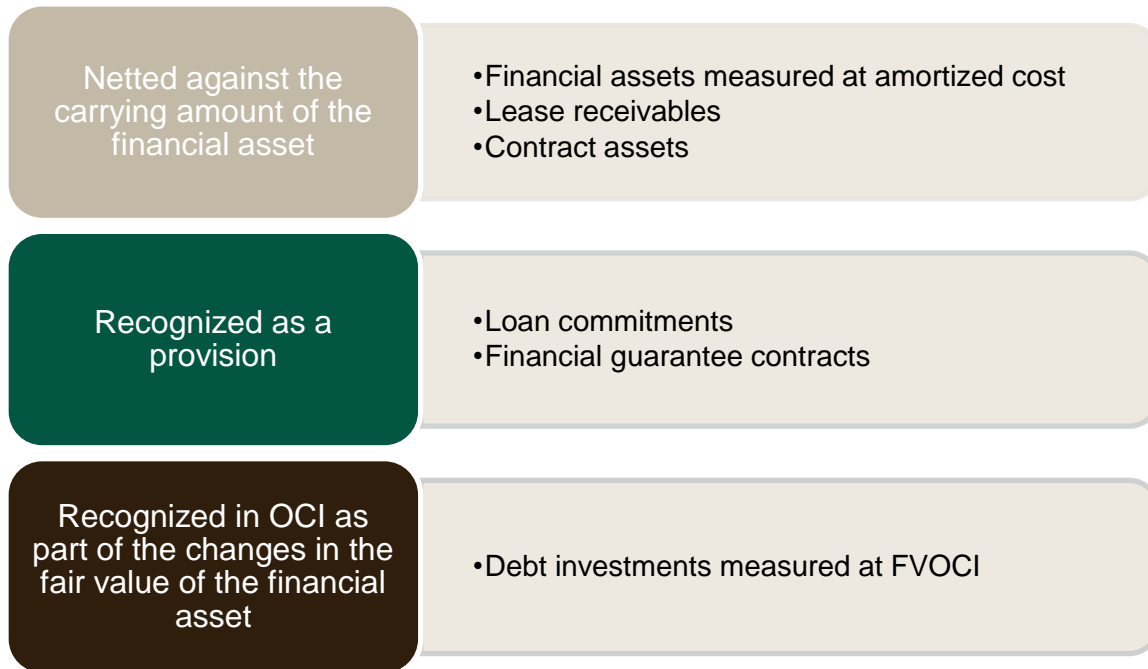 Netted against the
carrying amount of the
financial asset
•Financial assets measured at amortized cost
•Lease receivables
•Contract assets
Recognized as a
provision
•Loan commitments
•Financial guarantee contracts
Recognized in OCI as
part of the changes in the
fair value of the financial
asset
•Debt investments measured at FVOCI